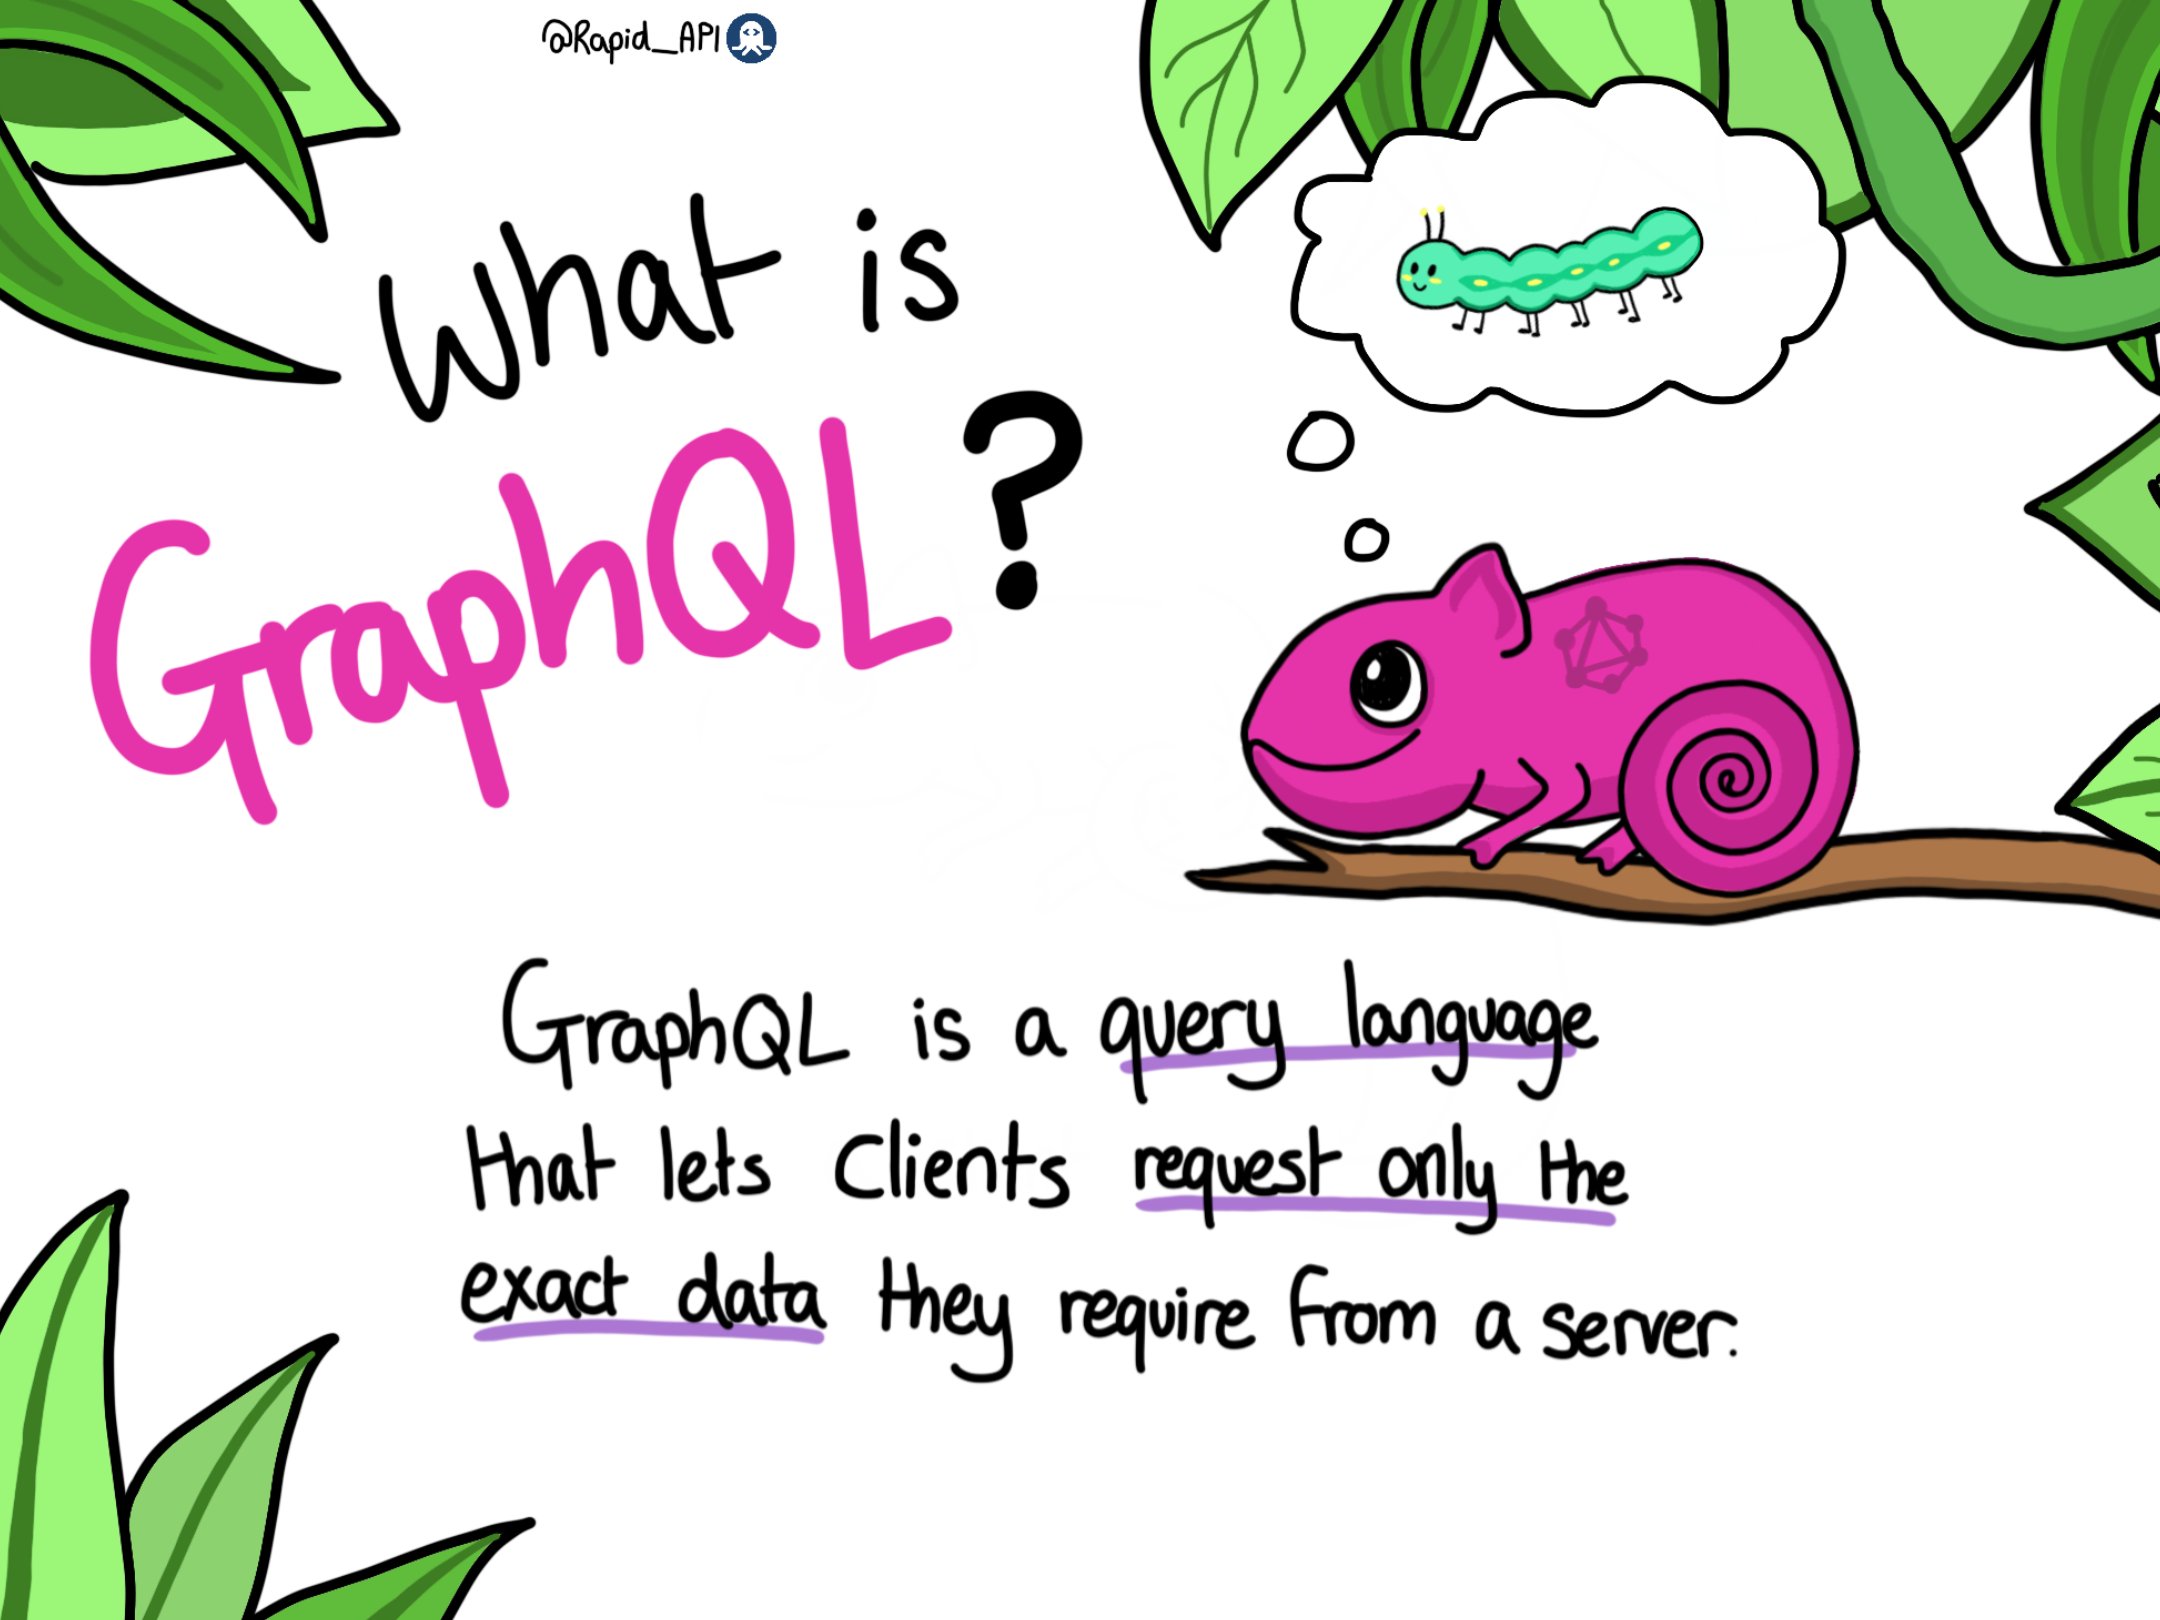 @Rapid_API
What is
GraphQL?
GraphQL is a query language
that lets Clients request only the
exact data they require from a server.